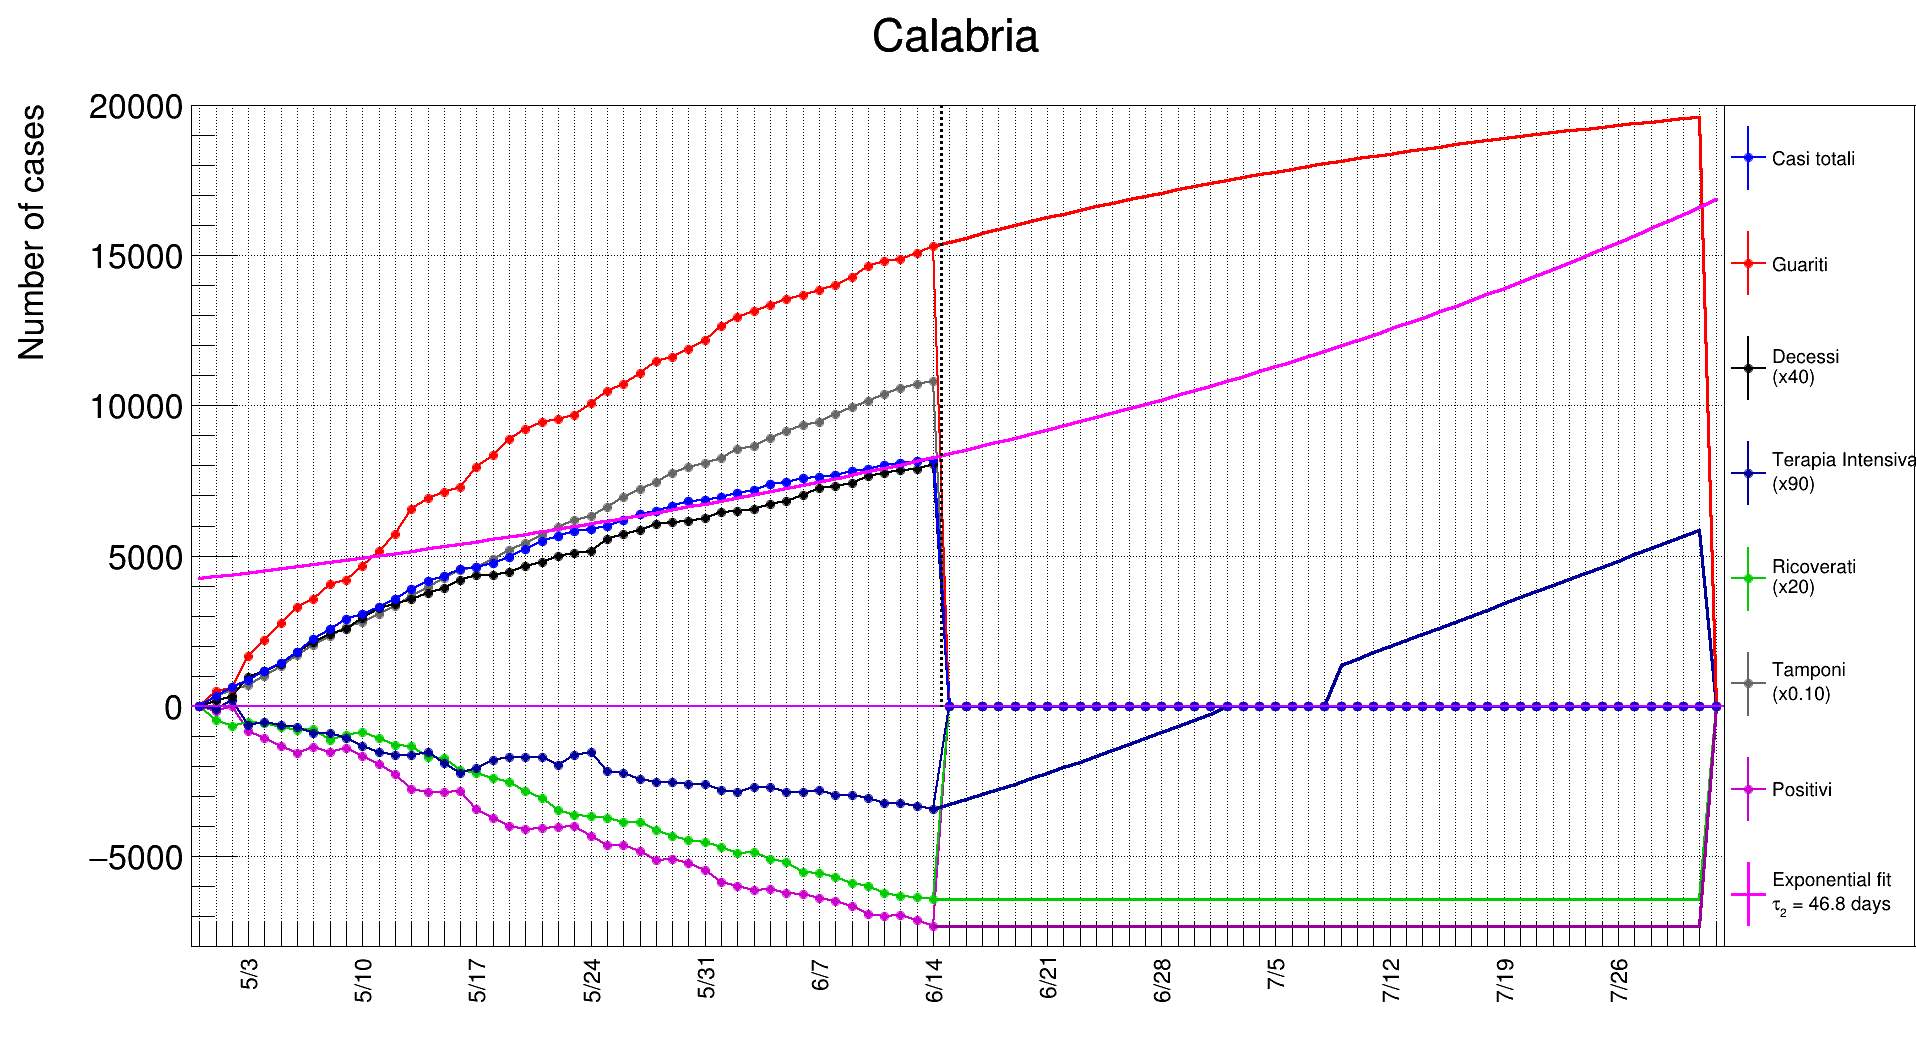 Calabria
Number of cases
20000
15000
10000
5000
0
−5000
5/3
5/10
5/17
5/24
5/31
6/7
6/14
6/21
6/28
7/5
7/12
7/19
7/26
Casi totali
Guariti
Decessi
(x40)
Terapia Intensiva
(x90)
Ricoverati
(x20)
Tamponi
(x0.10)
Positivi
Exponential fit
τ2 = 46.8 days